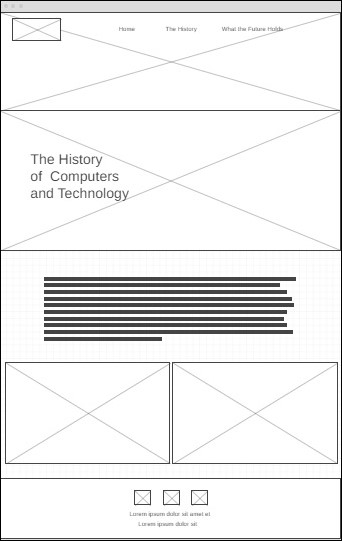 Home
The History
What the Future Holds
The History
of Computers
and Technology
Lorem ipsum dolor sit amet el
Lorem ipsum dolor sit